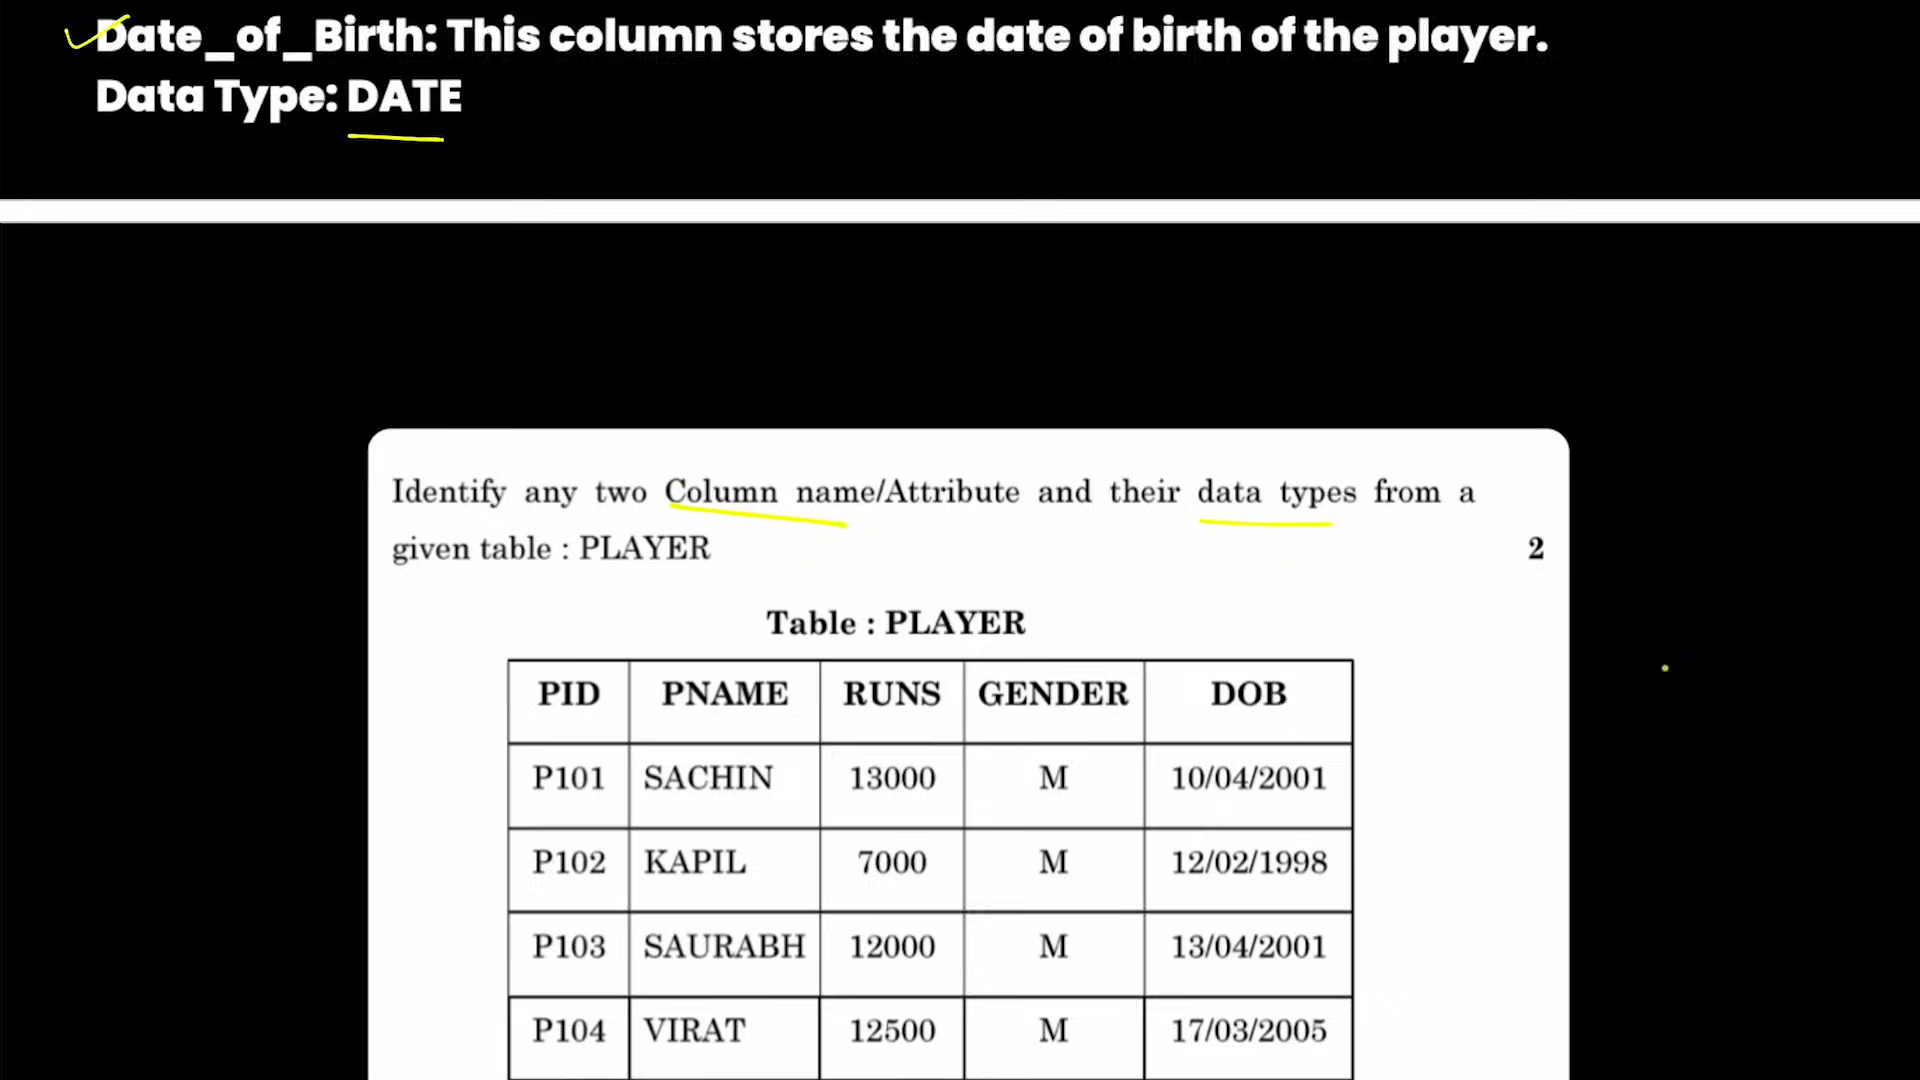 Date_of_Birth: This column stores the date of birth of the player.
Data Type: DATE
Identify any two Column name/Attribute and their data types from a
given table : PLAYER 2
Table : PLAYER
PID PNAME RUNS GENDER DOB
P101 SACHIN 13000 M 10/04/2001
P102 KAPIL 7000 M 12/02/1998
P103 SAURABH 12000 M 13/04/2001
P104 VIRAT 12500 M 17/03/2005